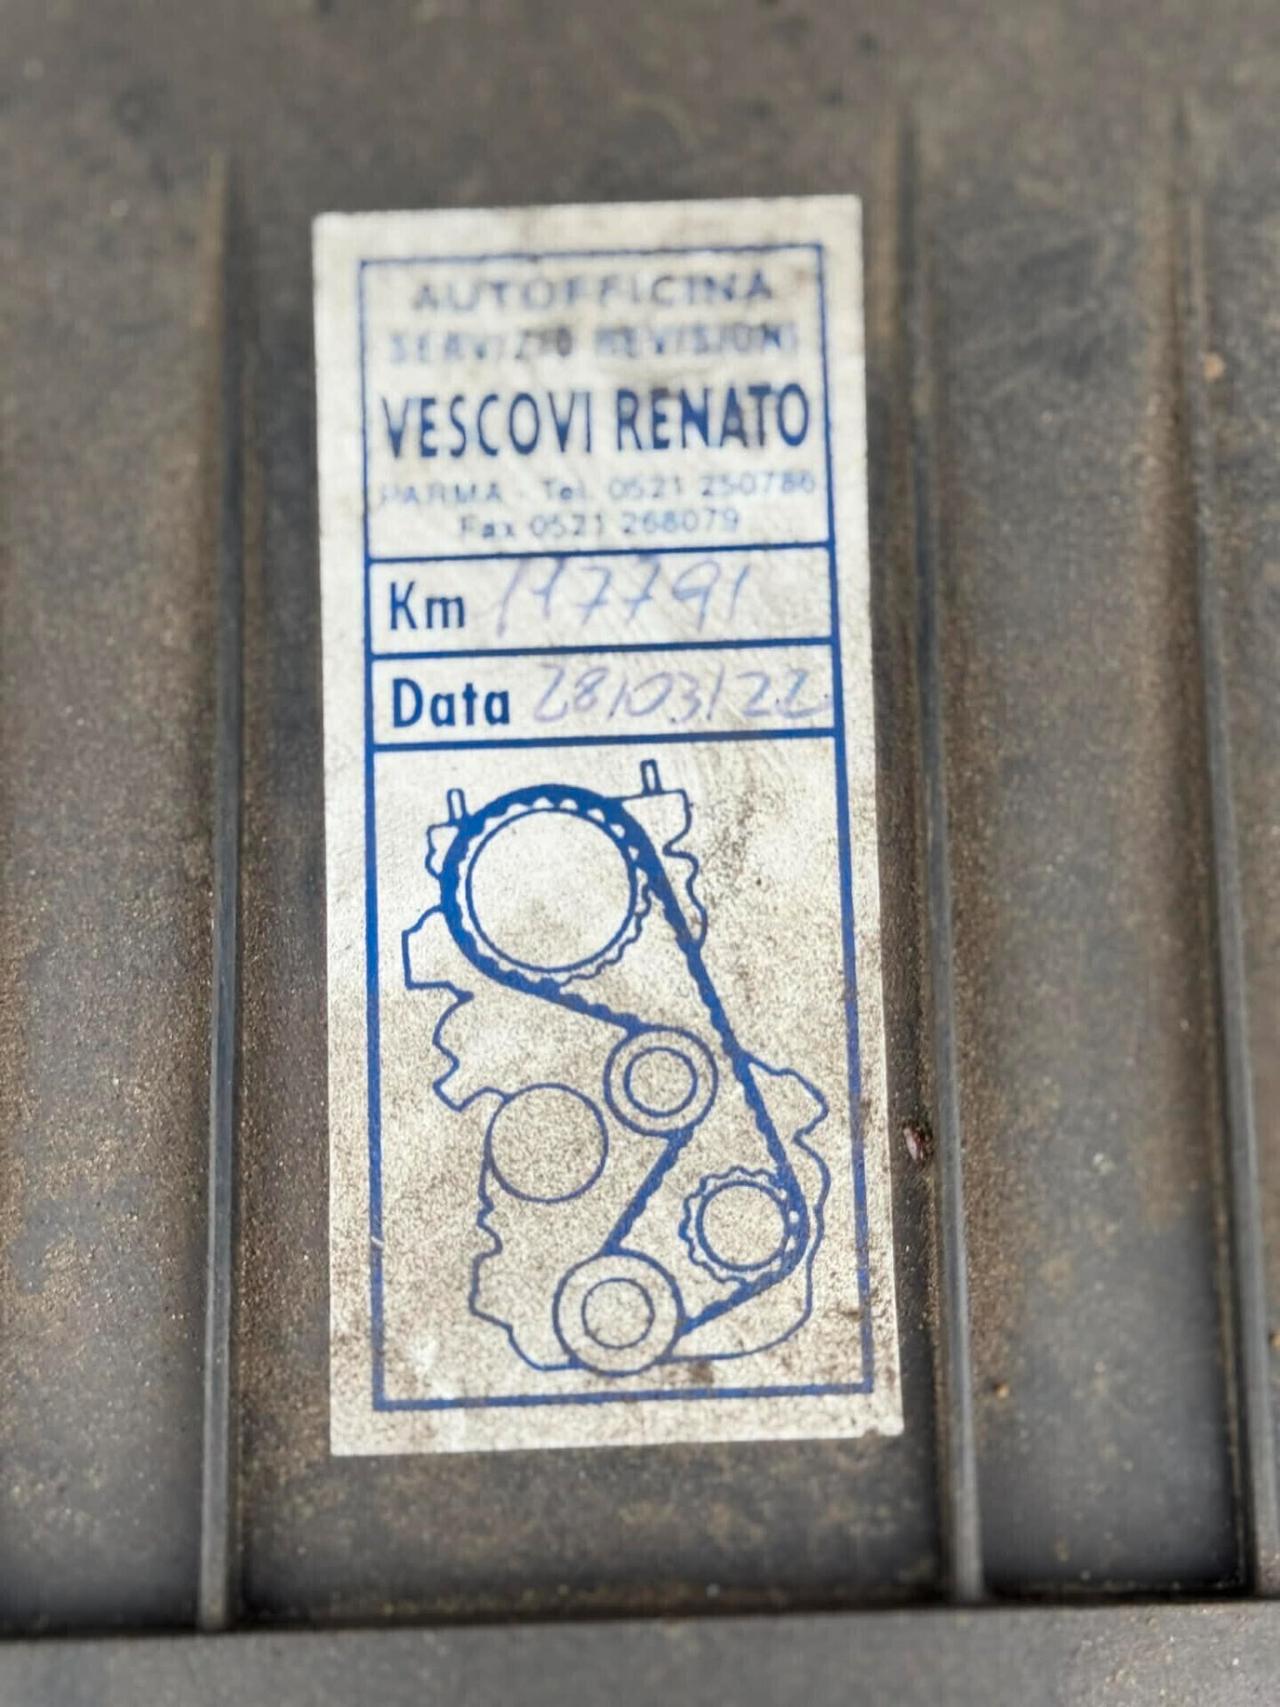 AUTOFFICINA
SERVIZIO REVISIONI
VESCOVI RENATO
PARMA - Tel. 0521 250786
Fax 0521 268079
Km 117791
Data 28/03/22